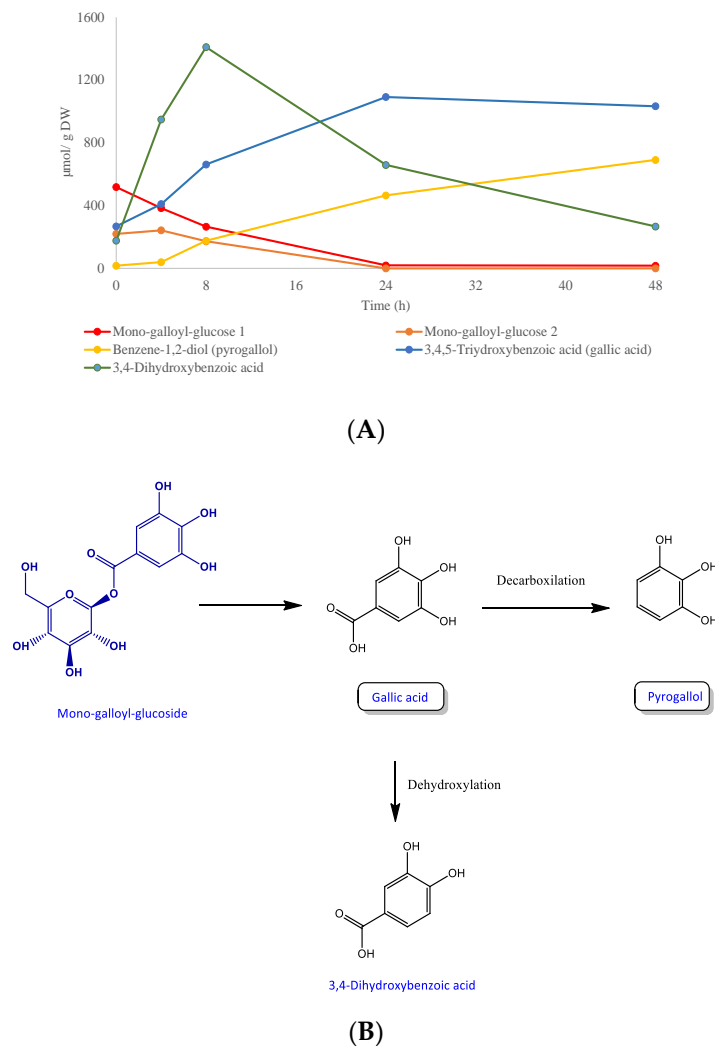 1600
1200
800
400
0
µmol/ g DW
0 8 16 24 32 40 48
Time (h)
Mono-galloyl-glucose 1 Mono-galloyl-glucose 2
Benzene-1,2-diol (pyrogallol) 3,4,5-Triydroxybenzoic acid (gallic acid)
3,4-Dihydroxybenzoic acid
(A)
OH
OH
O
OH
OH
O
O
OH
OH
OH
Mono-galloyl-glucoside
OH
OH
O
OH
OH
Gallic acid
Decarboxilation
OH
OH
OH
Pyrogallol
Dehydroxylation
OH
OH
O
OH
3,4-Dihydroxybenzoic acid
(B)